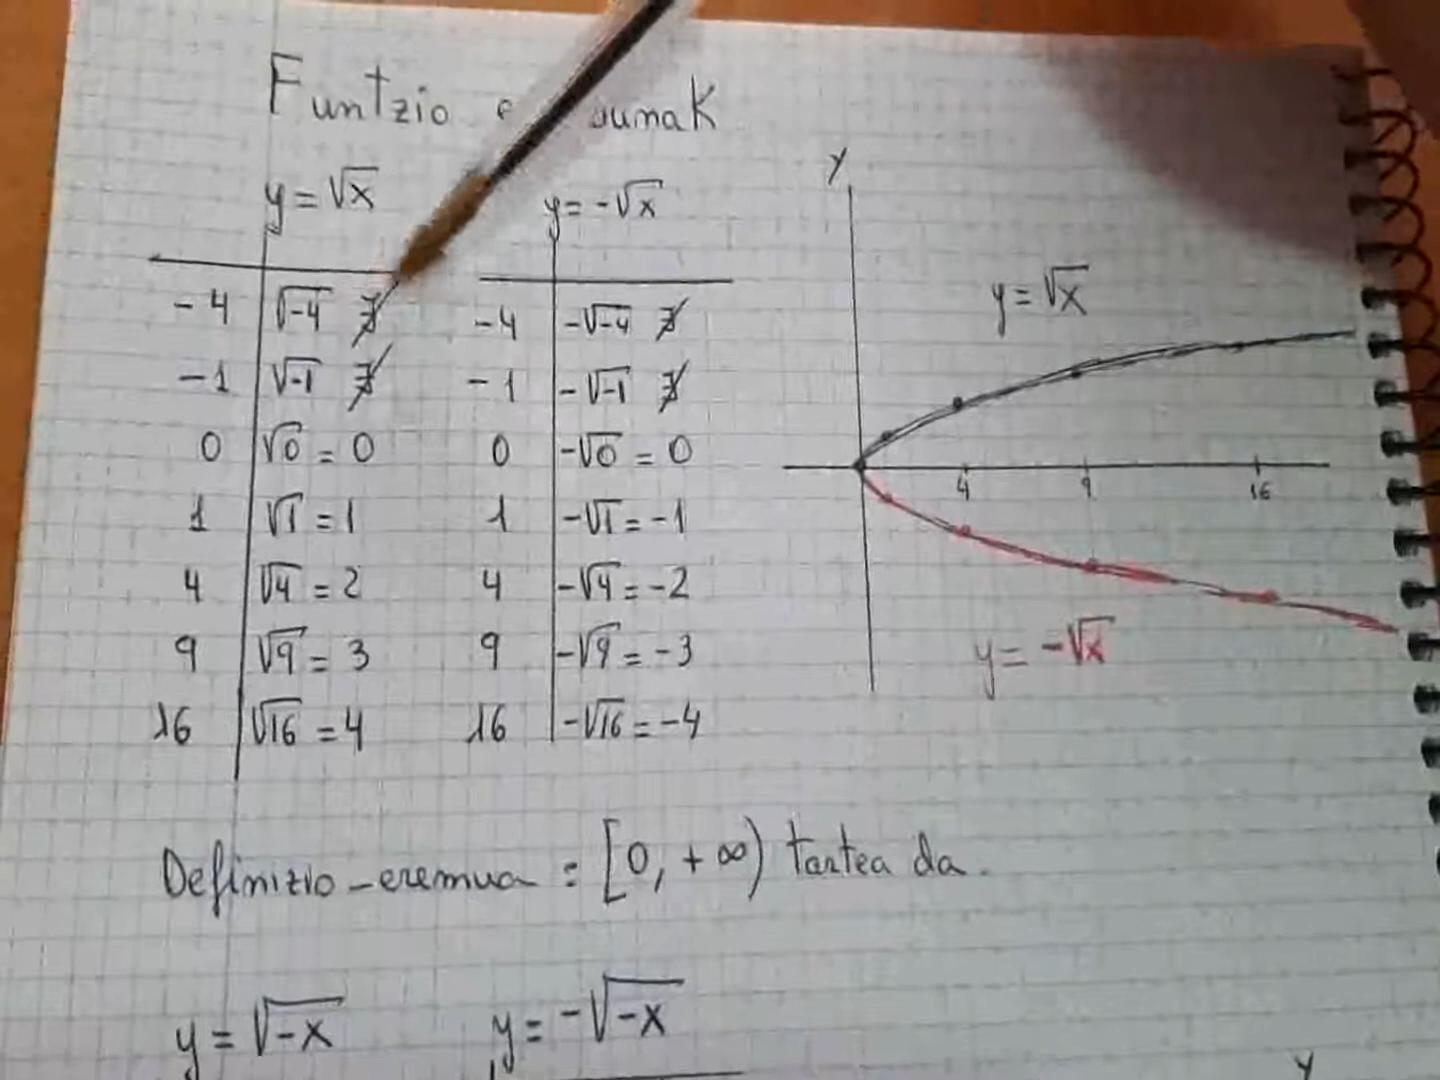 Funtzio
y = √x
y = -√x
-4 √-4 ∄ -4 -√-4 ∄
-1 √-1 ∄ -1 -√-1 ∄
0 √0 = 0 0 -√0 = 0
1 √1 = 1 1 -√1 = -1
4 √4 = 2 4 -√4 = -2
9 √9 = 3 9 -√9 = -3
16 √16 = 4 16 -√16 = -4
y
y = √x
4 9 16
y = -√x
Definizio-eremua = [0, +∞) tartea da.
y = √-x y = -√-x
y